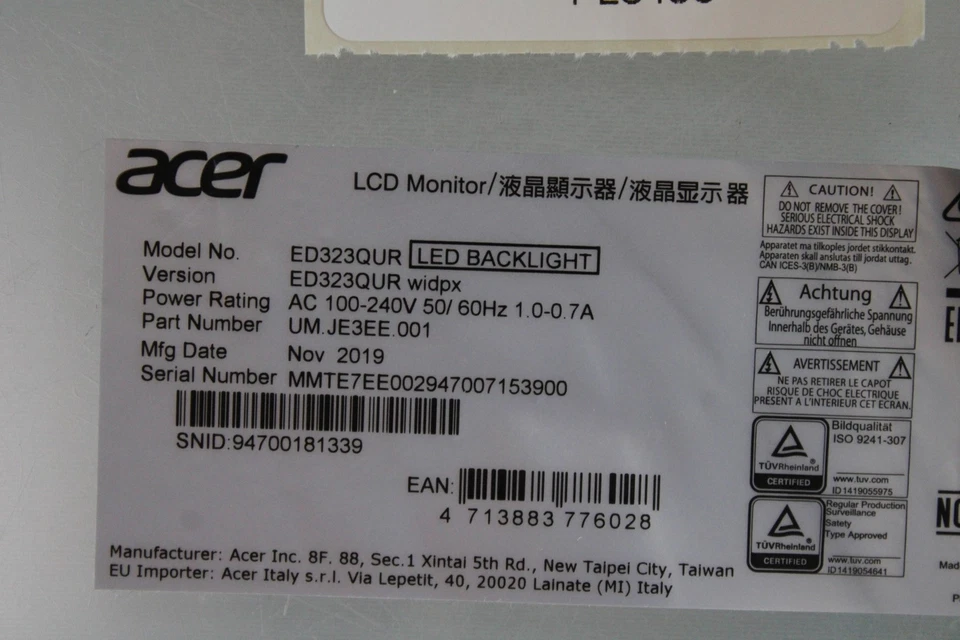 acer
LCD Monitor/液晶顯示器/液晶显示器
Model No. ED323QUR LED BACKLIGHT
Version ED323QUR widpx
Power Rating AC 100-240V 50/ 60Hz 1.0-0.7A
Part Number UM.JE3EE.001
Mfg Date Nov 2019
Serial Number MMTE7EE002947007153900
SNID:94700181339
EAN:
4 713883 776028
Manufacturer: Acer Inc. 8F. 88, Sec.1 Xintai 5th Rd., New Taipei City, Taiwan
EU Importer: Acer Italy s.r.l. Via Lepetit, 40, 20020 Lainate (MI) Italy
CAUTION!
DO NOT REMOVE THE COVER!
SERIOUS ELECTRICAL SHOCK
HAZARDS EXIST INSIDE THIS DISPLAY
Apparatet må tilkoples jordet stikkontakt.
Apparaten skall anslutas till jordat uttag.
CAN ICES-3(B)/NMB-3(B)
Achtung
Berührungsgefährliche Spannung
Innerhalb des Gerätes, Gehäuse
nicht öffnen
AVERTISSEMENT
NE PAS RETIRER LE CAPOT
RISQUE DE CHOC ELECTRIQUE
PRESENT A L'INTERIEUR CET ECRAN.
TÜVRheinland
CERTIFIED
Bildqualität
ISO 9241-307
www.tuv.com
ID1419055975
TÜVRheinland
CERTIFIED
Regular Production
Surveillance
Safety
Type Approved
www.tuv.com
ID1419054641
Mad